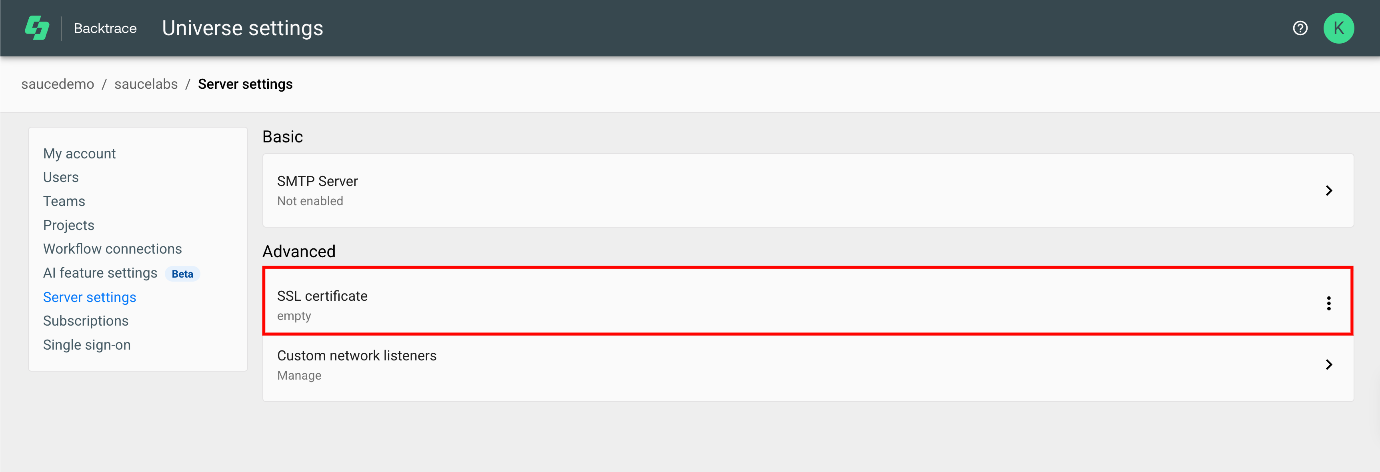 Backtrace
Universe settings
K
saucedemo / saucelabs / Server settings
My account
Users
Teams
Projects
Workflow connections
AI feature settings Beta
Server settings
Subscriptions
Single sign-on
Basic
SMTP Server
Not enabled
Advanced
SSL certificate
empty
Custom network listeners
Manage